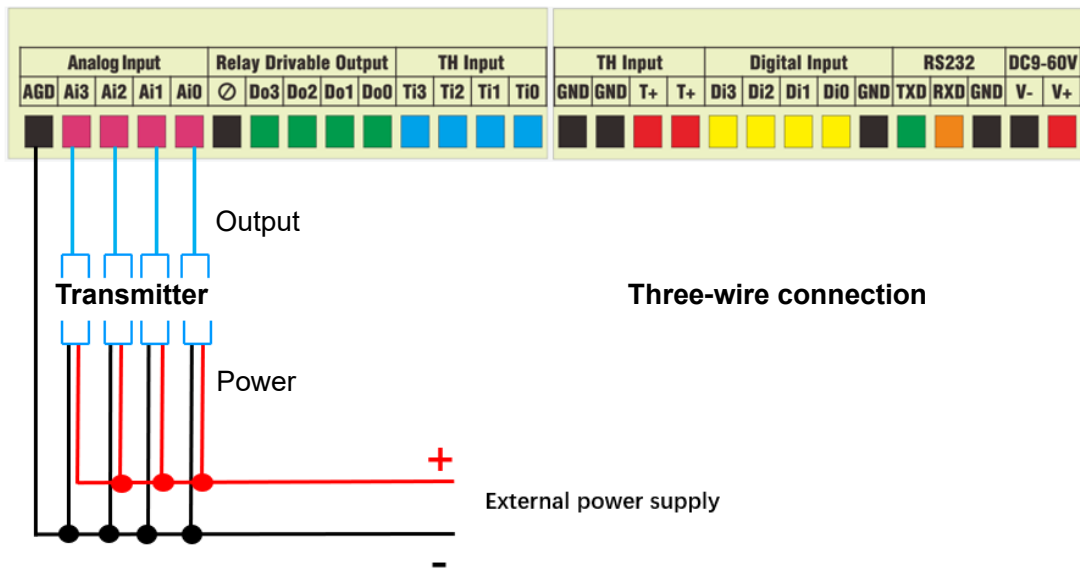 Analog Input Relay Drivable Output TH Input TH Input Digital Input RS232 DC9-60V
AGD Ai3 Ai2 Ai1 Ai0 ⊘ Do3 Do2 Do1 Do0 Ti3 Ti2 Ti1 Ti0 GND GND T+ T+ Di3 Di2 Di1 Di0 GND TXD RXD GND V- V+
Output
Transmitter Three-wire connection
Power
+
External power supply
-